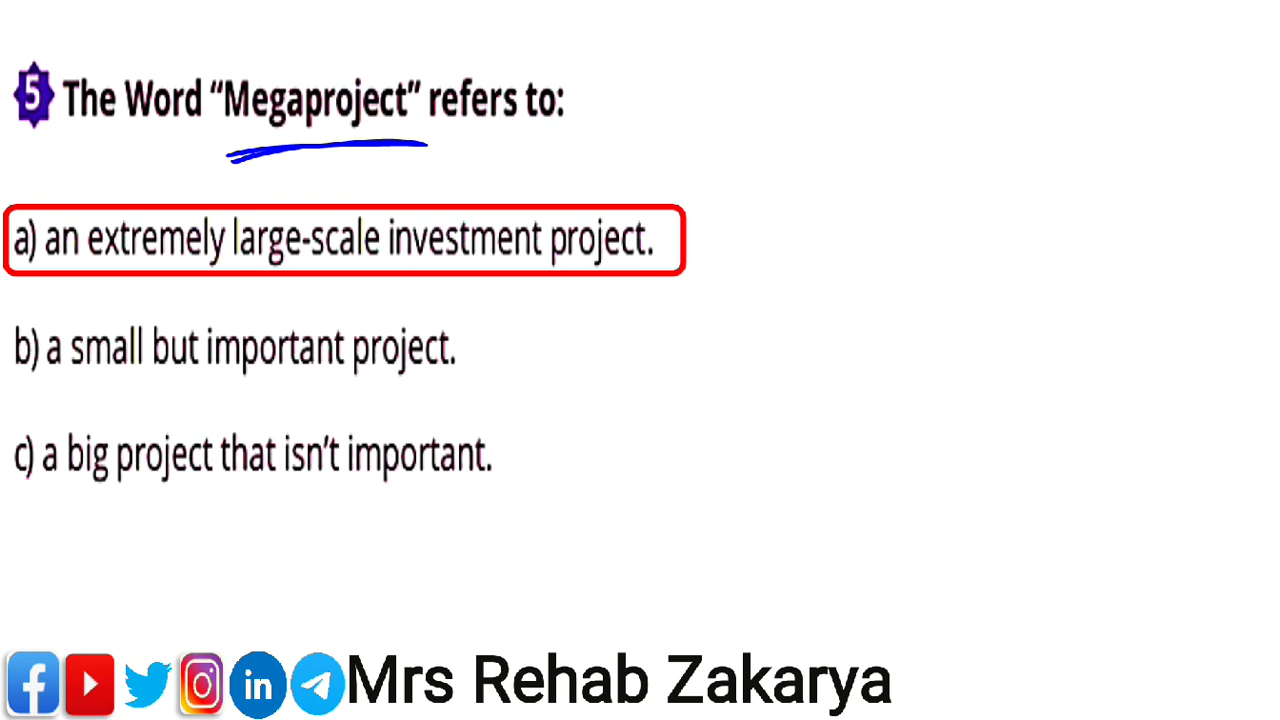 5 The Word “Megaproject” refers to:
a) an extremely large-scale investment project.
b) a small but important project.
c) a big project that isn’t important.
Mrs Rehab Zakarya